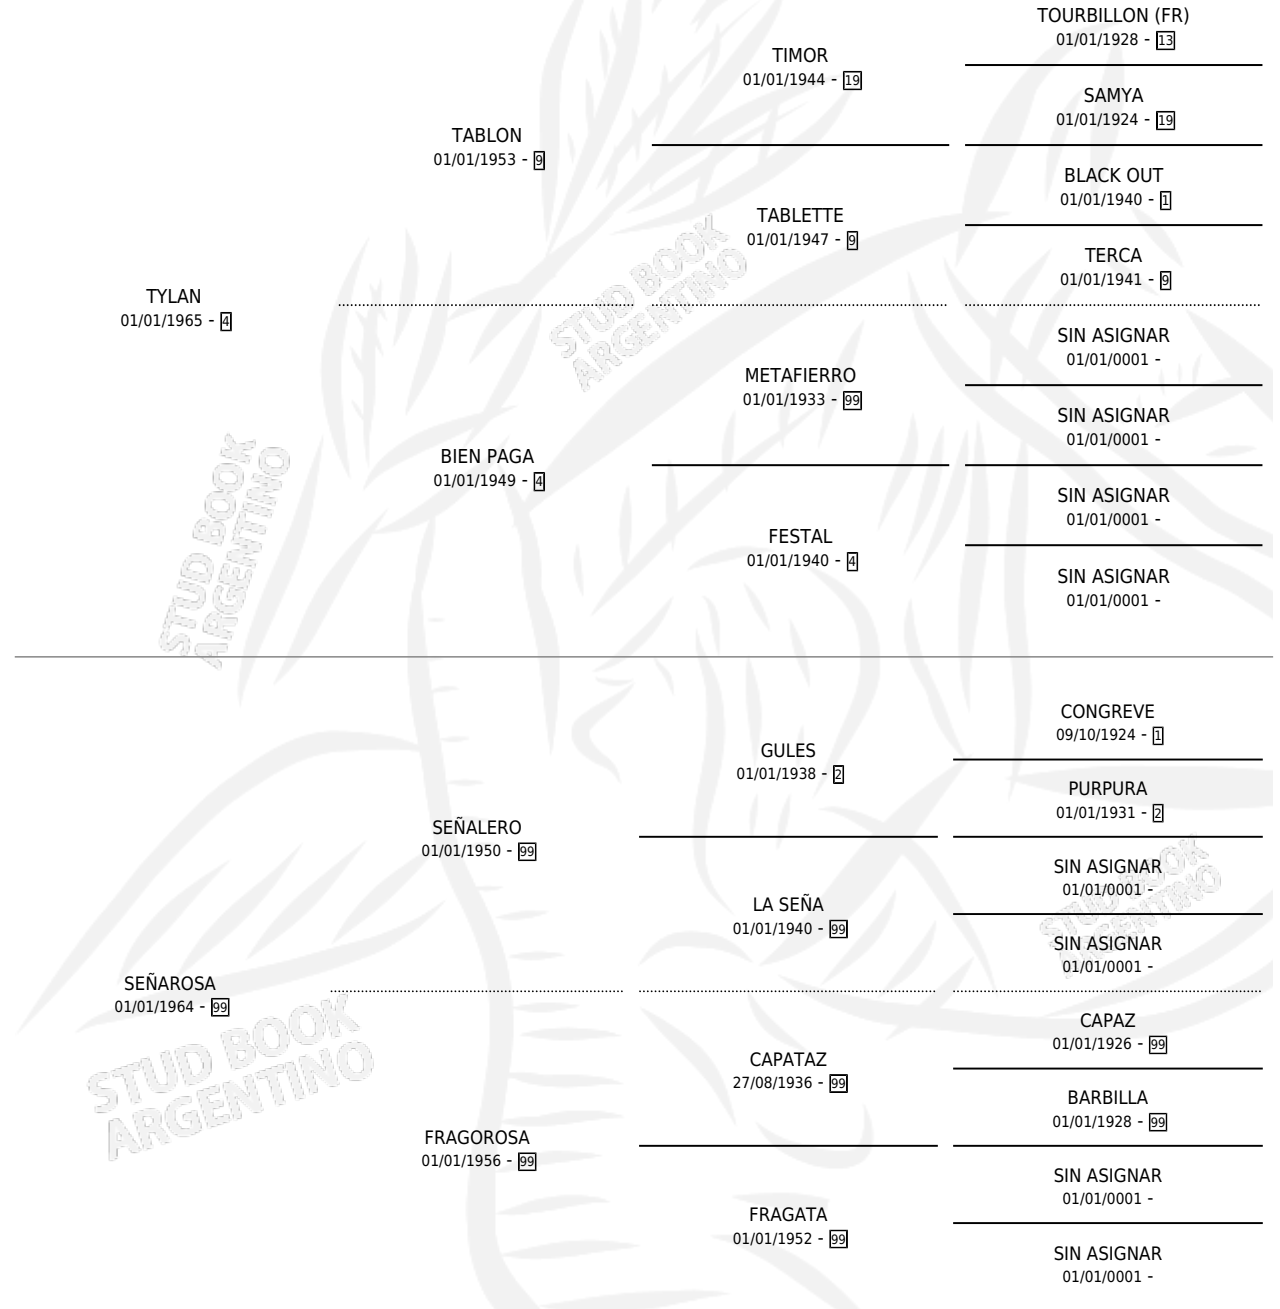 TOURBILLON (FR)
01/01/1928 - 13
TIMOR
01/01/1944 - 19
SAMYA
01/01/1924 - 19
TABLON
01/01/1953 - 9
BLACK OUT
01/01/1940 - 1
TABLETTE
01/01/1947 - 9
TERCA
01/01/1941 - 9
TYLAN
01/01/1965 - 4
SIN ASIGNAR
01/01/0001 -
METAFIERRO
01/01/1933 - 99
SIN ASIGNAR
01/01/0001 -
BIEN PAGA
01/01/1949 - 4
SIN ASIGNAR
01/01/0001 -
FESTAL
01/01/1940 - 4
SIN ASIGNAR
01/01/0001 -
STUD BOOK
ARGENTINO
STUD BOOK
ARGENTINO
CONGREVE
09/10/1924 - 1
GULES
01/01/1938 - 2
PURPURA
01/01/1931 - 2
SEÑALERO
01/01/1950 - 99
SIN ASIGNAR
01/01/0001 -
LA SEÑA
01/01/1940 - 99
SIN ASIGNAR
01/01/0001 -
SEÑAROSA
01/01/1964 - 99
CAPAZ
01/01/1926 - 99
CAPATAZ
27/08/1936 - 99
BARBILLA
01/01/1928 - 99
FRAGOROSA
01/01/1956 - 99
SIN ASIGNAR
01/01/0001 -
FRAGATA
01/01/1952 - 99
SIN ASIGNAR
01/01/0001 -
STUD BOOK
ARGENTINO
STUD BOOK
ARGENTINO